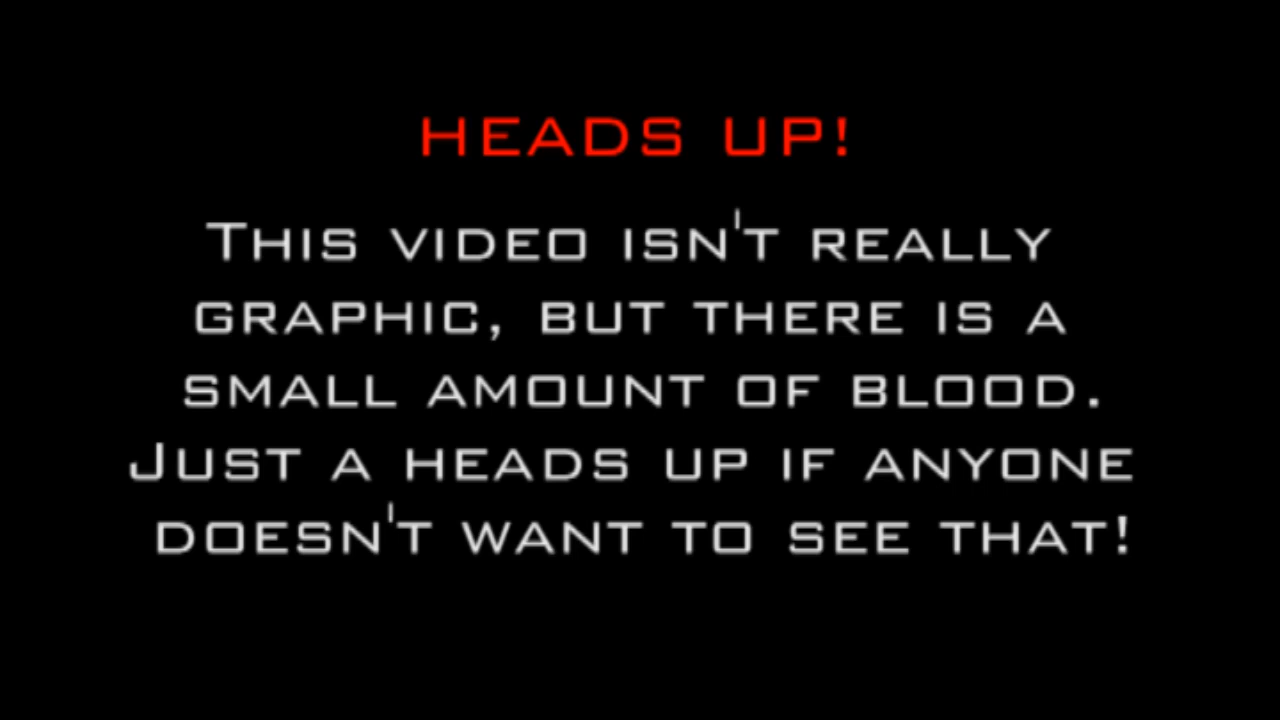 HEADS UP!
THIS VIDEO ISN'T REALLY
GRAPHIC, BUT THERE IS A
SMALL AMOUNT OF BLOOD.
JUST A HEADS UP IF ANYONE
DOESN'T WANT TO SEE THAT!